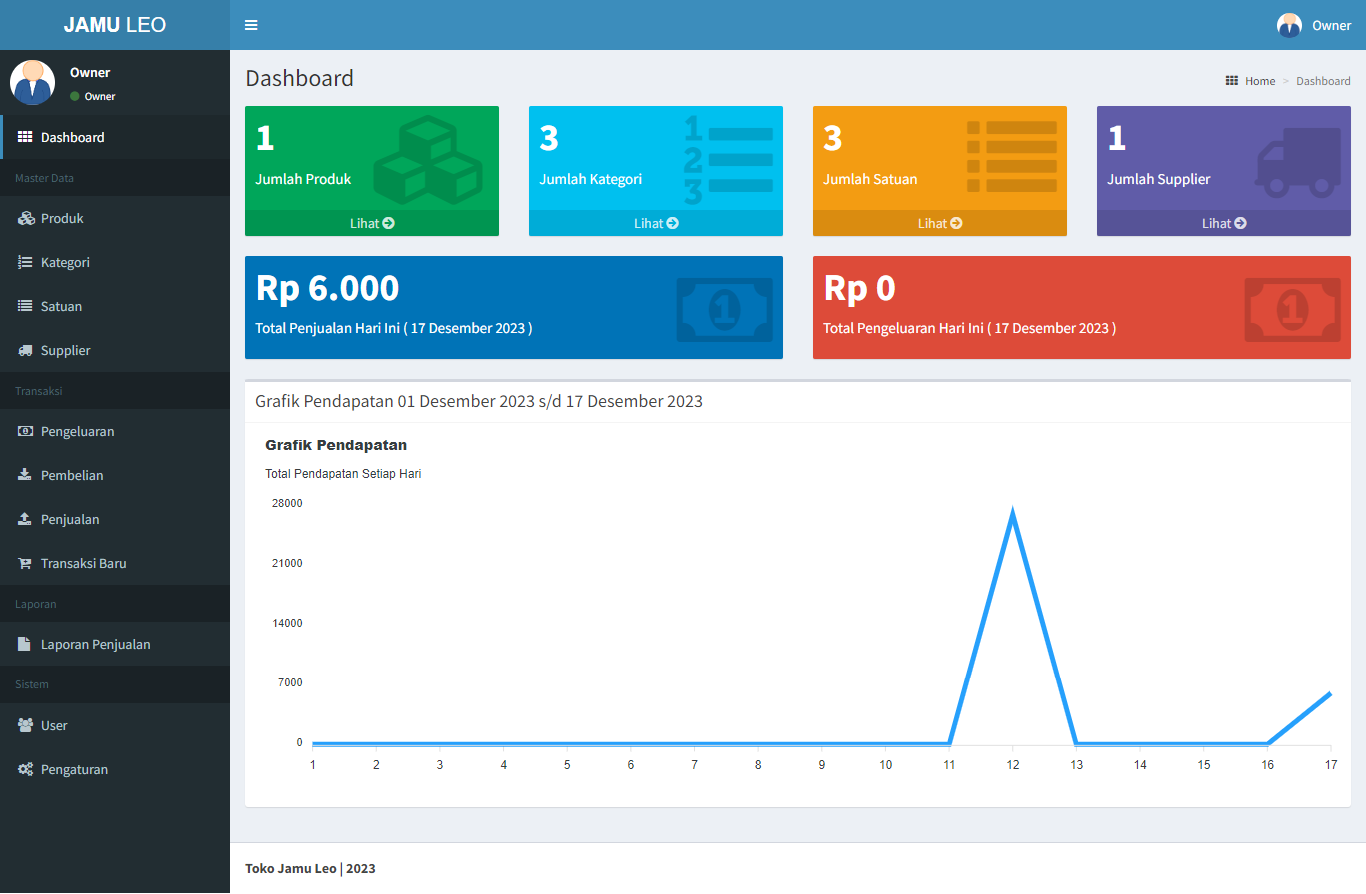 JAMU LEO
Owner
Owner
Owner
Dashboard
Master Data
Produk
Kategori
Satuan
Supplier
Transaksi
Pengeluaran
Pembelian
Penjualan
Transaksi Baru
Laporan
Laporan Penjualan
Sistem
User
Pengaturan
Dashboard
Home > Dashboard
1
Jumlah Produk
Lihat
3
Jumlah Kategori
1
2
3
Lihat
3
Jumlah Satuan
Lihat
1
Jumlah Supplier
Lihat
Rp 6.000
Total Penjualan Hari Ini ( 17 Desember 2023 )
1
Rp 0
Total Pengeluaran Hari Ini ( 17 Desember 2023 )
1
Grafik Pendapatan 01 Desember 2023 s/d 17 Desember 2023
Grafik Pendapatan
Total Pendapatan Setiap Hari
28000
21000
14000
7000
0
1 2 3 4 5 6 7 8 9 10 11 12 13 14 15 16 17
Toko Jamu Leo | 2023